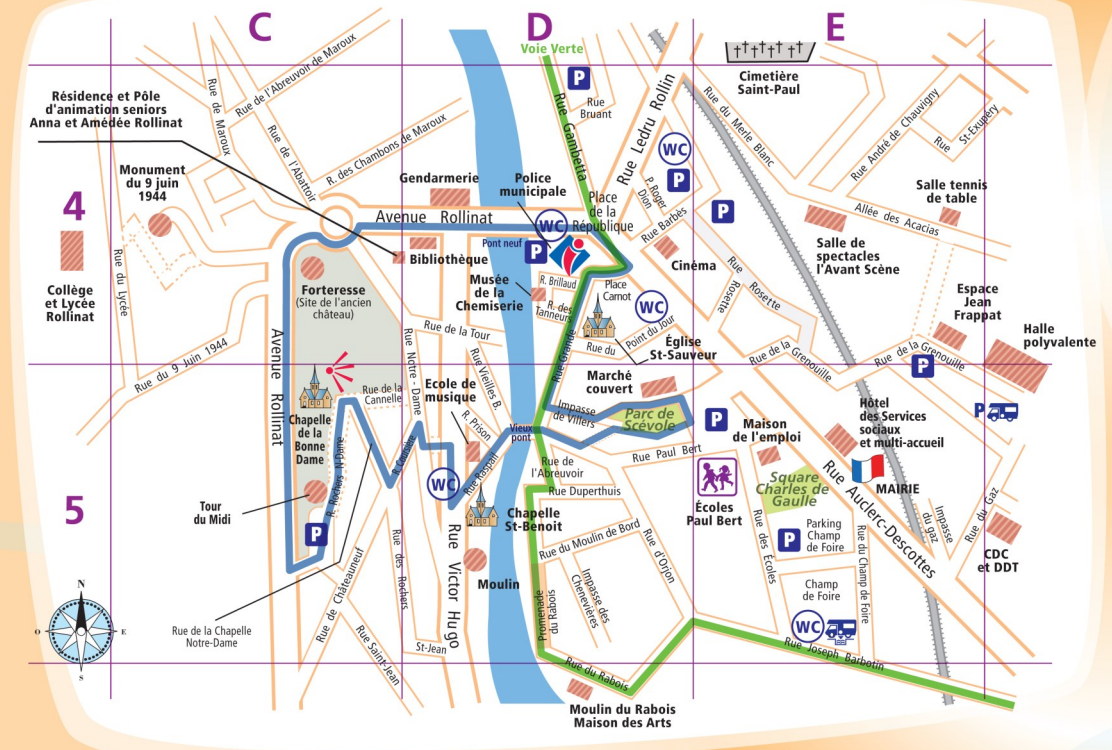 C
D
E
4
5
Voie Verte
Cimetière
Saint-Paul
Résidence et Pôle
d'animation seniors
Anna et Amédée Rollinat
Rue de Maroux
Rue de l'Abreuvoir de Maroux
Rue de l'Abattoir
R. des Chambons de Maroux
P
Rue
Bruant
Rue Gambetta
Rue Ledru Rollin
Rue du Merle Blanc
Rue André de Chauvigny
Rue
St-Exupéry
Monument
du 9 juin
1944
Gendarmerie
Police
municipale
WC
P
P. Roger
Dion
Place
de la
République
Rue Barbès
P
Salle tennis
de table
Allée des Acacias
Avenue Rollinat
WC
Pont neuf
P
Bibliothèque
Cinéma
Salle de
spectacles
l'Avant Scène
Collège
et Lycée
Rollinat
Rue du Lycée
Forteresse
(Site de l'ancien
château)
Musée
de la
Chemiserie
R. Brillaud
R. des
Tanneurs
Place
Carnot
WC
Rue
Rosette
Rosette
Espace
Jean
Frappat
Halle
polyvalente
Rue du 9 Juin 1944
Avenue Rollinat
Rue de la Tour
Rue Notre - Dame
Rue Vieilles B.
Rue Grande
Rue du
Point du Jour
Église
St-Sauveur
Rue de la
Grenouille
Rue de la Grenouille
P
Marché
couvert
Rue de la
Cannelle
Ecole de
musique
Impasse
de Villers
Parc de
Scévole
P
Chapelle
de la
Bonne
Dame
R. Prison
Vieux
pont
Maison
de l'emploi
Hôtel
des Services
sociaux
et multi-accueil
P
R. Rochers N Dame
R. Coursière
WC
Rue Raspail
Rue de
l'Abreuvoir
Rue Paul Bert
Rue Duperthuis
Écoles
Paul Bert
Square
Charles de
Gaulle
MAIRIE
Rue Auclerc-Descottes
Tour
du Midi
P
Chapelle
St-Benoit
Rue du Moulin de Bord
Rue d'Orjon
P
Parking
Champ
de Foire
Rue des Écoles
Rue du Champ de Foire
Impasse
du gaz
Rue du Gaz
CDC
et DDT
Rue de Châteauneuf
Rue des Rochers
Rue Victor Hugo
Moulin
Promenade
du Rabois
Impasse des
Chenevières
Champ
de Foire
WC
N
O
E
S
Rue de la Chapelle
Notre-Dame
Rue Saint-Jean
St-Jean
Rue du Rabois
Rue Joseph Barbotin
Moulin du Rabois
Maison des Arts